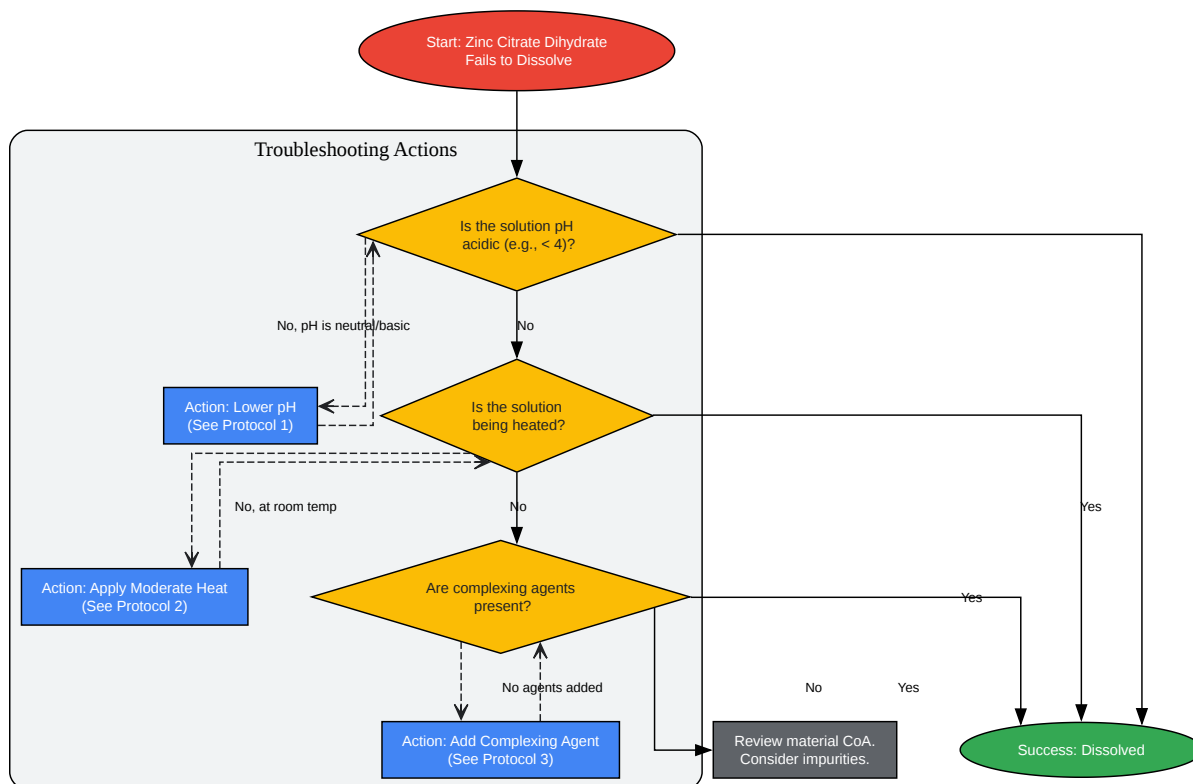 Start: Zinc Citrate Dihydrate
Fails to Dissolve
Troubleshooting Actions
Is the solution pH
acidic (e.g., < 4)?
No, pH is neutral/basic
No
Action: Lower pH
(See Protocol 1)
Is the solution
being heated?
No, at room temp
No
Yes
Action: Apply Moderate Heat
(See Protocol 2)
Are complexing agents
present?
Yes
No agents added
No
Yes
Action: Add Complexing Agent
(See Protocol 3)
Review material CoA.
Consider impurities.
Success: Dissolved